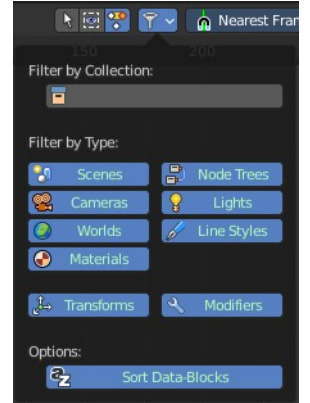 Nearest Fram
150 200
Filter by Collection:
Filter by Type:
Scenes Node Trees
Cameras Lights
Worlds Line Styles
Materials
Transforms Modifiers
Options:
Sort Data-Blocks